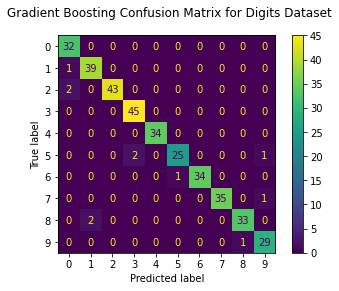 Gradient Boosting Confusion Matrix for Digits Dataset
0 32 0 0 0 0 0 0 0 0 0
1 1 39 0 0 0 0 0 0 0 0
2 2 0 43 0 0 0 0 0 0 0
3 0 0 0 45 0 0 0 0 0 0
4 0 0 0 0 34 0 0 0 0 0
5 0 0 0 2 0 25 0 0 0 1
6 0 0 0 0 0 1 34 0 0 0
7 0 0 0 0 0 0 0 35 0 1
8 0 2 0 0 0 0 0 0 33 0
9 0 0 0 0 0 0 0 0 1 29
0 1 2 3 4 5 6 7 8 9
Predicted label
True label
45
40
35
30
25
20
15
10
5
0